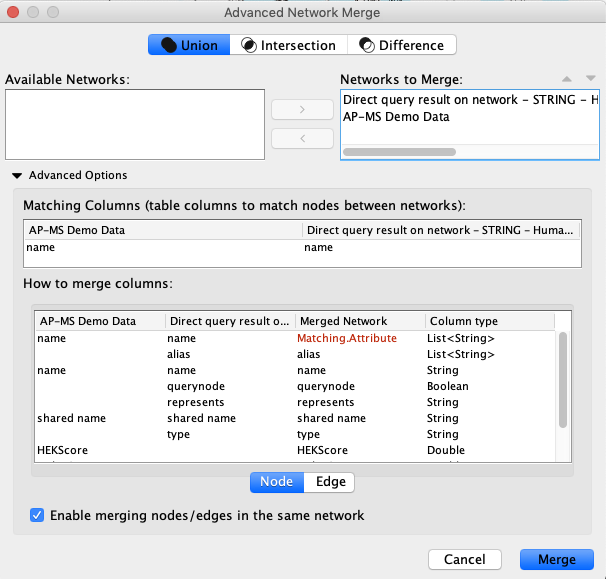 Advanced Network Merge
Union Intersection Difference
Available Networks: Networks to Merge:
Direct query result on network – STRING – H
AP-MS Demo Data
>
<
Advanced Options
Matching Columns (table columns to match nodes between networks):
AP-MS Demo Data Direct query result on network – STRING – Huma...
name name
How to merge columns:
AP-MS Demo Data Direct query result o... Merged Network Column type
name name Matching.Attribute List<String>
alias alias List<String>
name name name String
querynode querynode Boolean
represents represents String
shared name shared name shared name String
type type String
HEKScore HEKScore Double
Node Edge
Enable merging nodes/edges in the same network
Cancel Merge